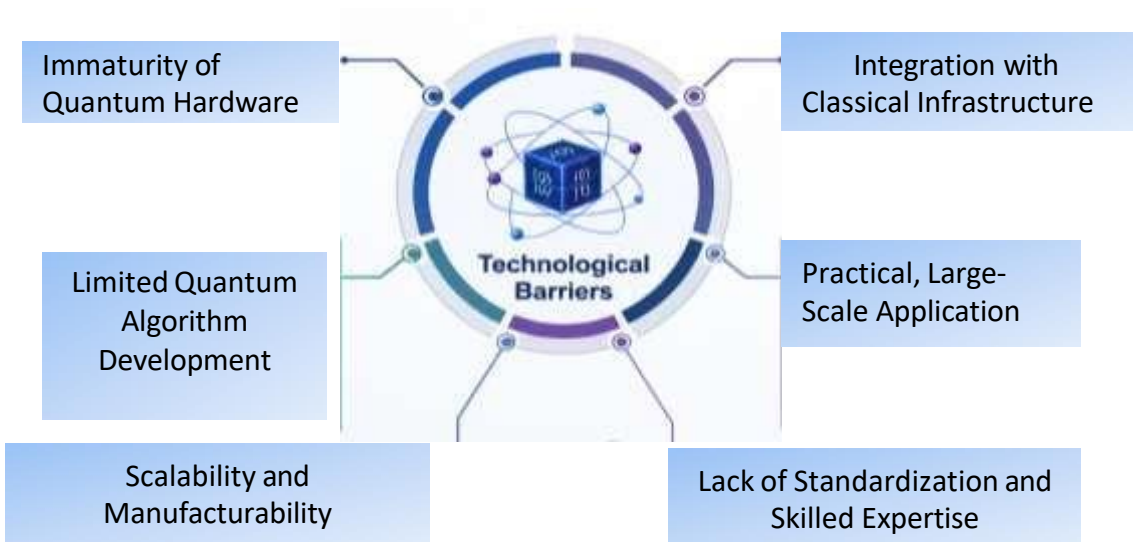 Immaturity of
Quantum Hardware
Integration with
Classical Infrastructure
Technological
Barriers
Limited Quantum
Algorithm
Development
Practical, Large-
Scale Application
Scalability and
Manufacturability
Lack of Standardization and
Skilled Expertise